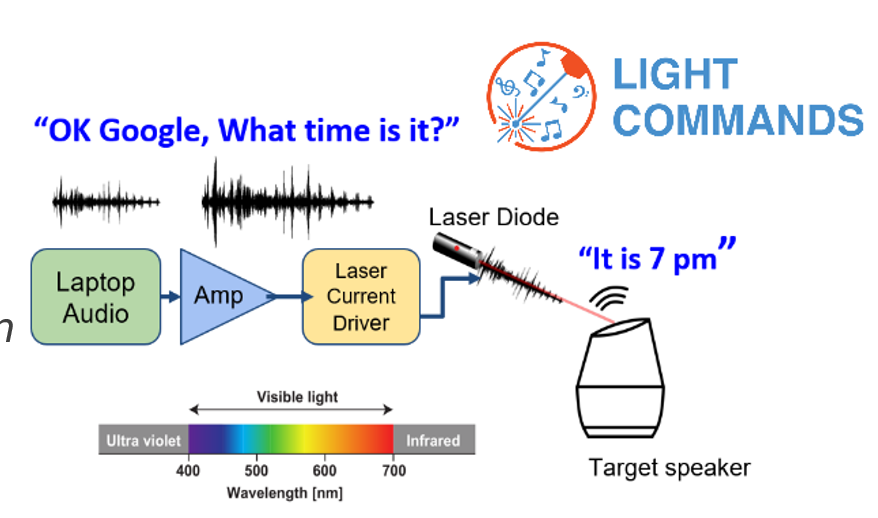 LIGHT
COMMANDS
“OK Google, What time is it?”
Laser Diode
“It is 7 pm”
Laptop
Audio
Amp
Laser
Current
Driver
n
Visible light
Ultra violet
Infrared
400 500 600 700
Wavelength [nm]
Target speaker